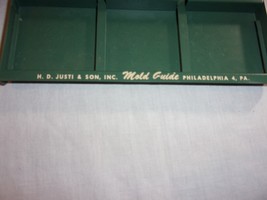 H. D. JUSTI & SON, INC. Mold Guide PHILADELPHIA 4, PA.